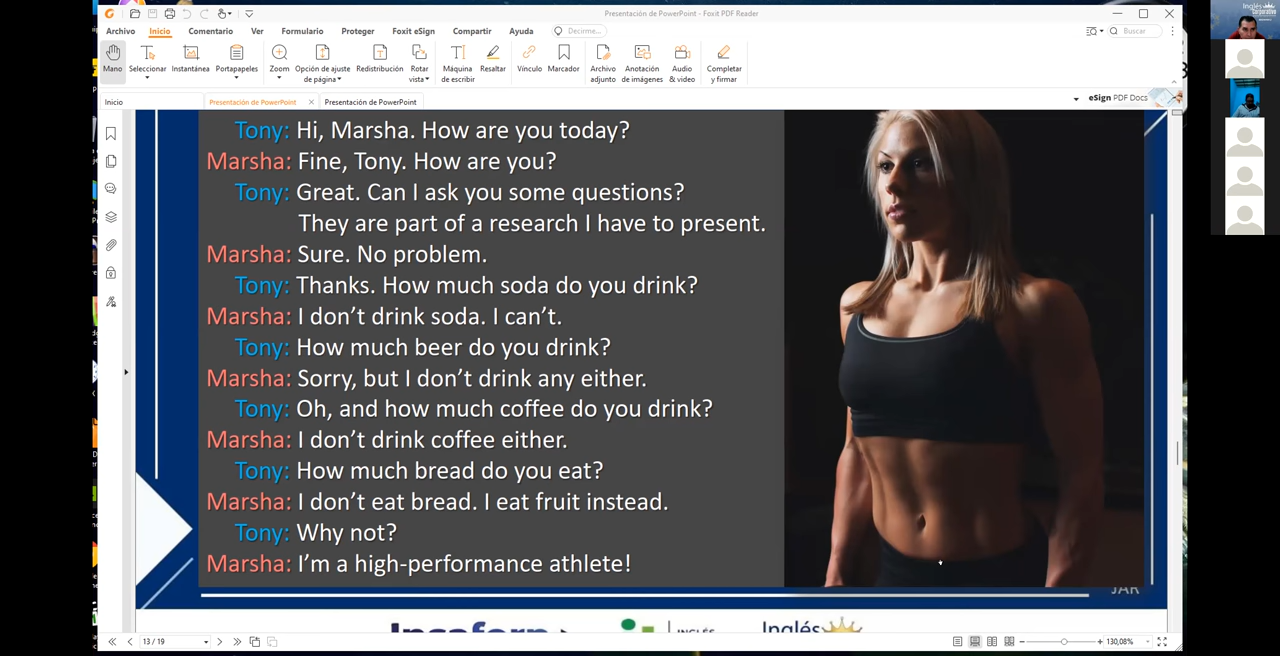 Presentación de PowerPoint - Foxit PDF Reader
Archivo Inicio Comentario Ver Formulario Proteger Foxit eSign Compartir Ayuda Decirme... Buscar
Mano Seleccionar Instantánea Portapapeles Zoom Opción de ajuste de página Redistribución Rotar vista Máquina de escribir Resaltar Vínculo Marcador Archivo adjunto Anotación de imágenes Audio & video Completar y firmar
Inicio Presentación de PowerPoint Presentación de PowerPoint eSign PDF Docs
Tony: Hi, Marsha. How are you today?
Marsha: Fine, Tony. How are you?
Tony: Great. Can I ask you some questions?
They are part of a research I have to present.
Marsha: Sure. No problem.
Tony: Thanks. How much soda do you drink?
Marsha: I don't drink soda. I can't.
Tony: How much beer do you drink?
Marsha: Sorry, but I don't drink any either.
Tony: Oh, and how much coffee do you drink?
Marsha: I don't drink coffee either.
Tony: How much bread do you eat?
Marsha: I don't eat bread. I eat fruit instead.
Tony: Why not?
Marsha: I'm a high-performance athlete!
JAR
INGLÉS Inglés
13 / 19 130,08%
Inglés
Corporativo